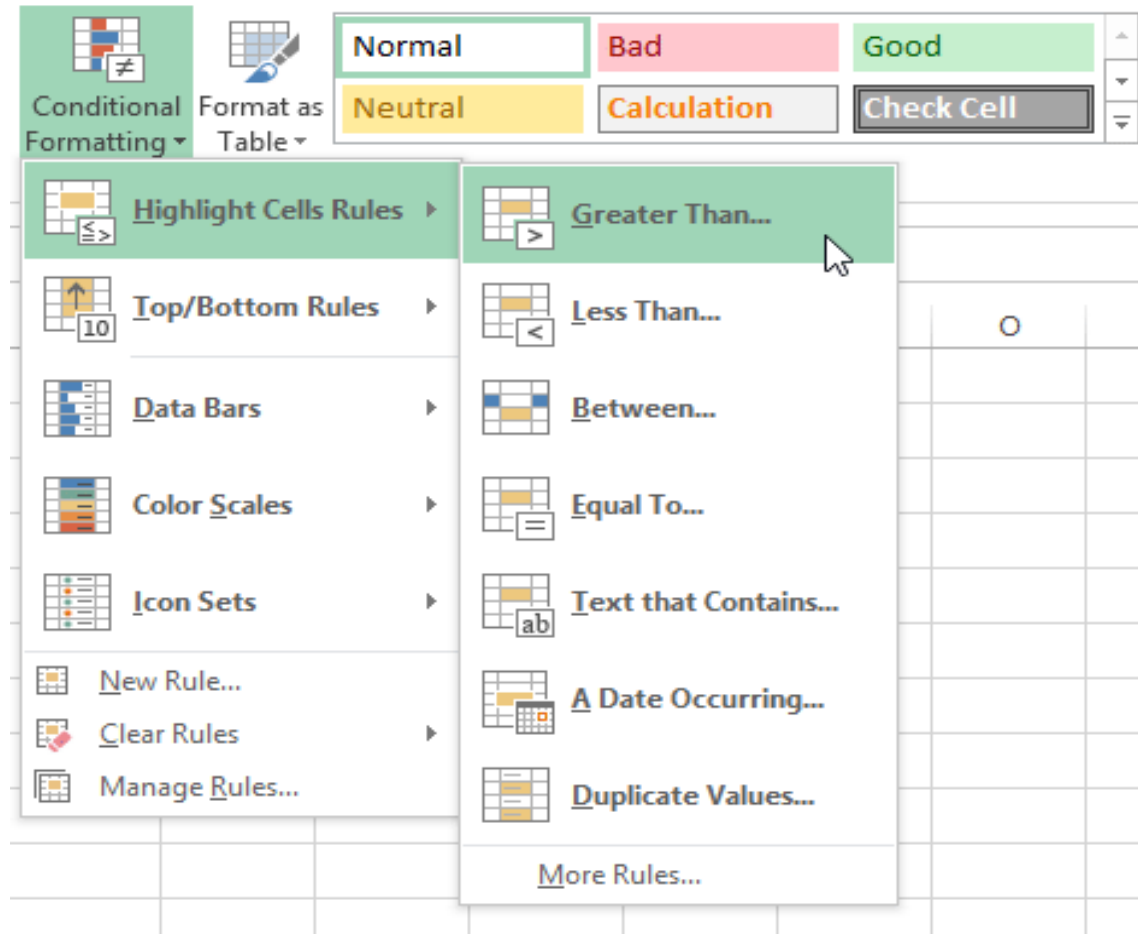 Conditional
Formatting
Format as
Table
Normal
Bad
Good
Neutral
Calculation
Check Cell
Highlight Cells Rules
≤
≧>
Top/Bottom Rules
10
Data Bars
Color Scales
Icon Sets
New Rule...
Clear Rules
Manage Rules...
≠
Greater Than...
>
Less Than...
<
Between...
Equal To...
=
Text that Contains...
ab
A Date Occurring...
Duplicate Values...
More Rules...
O